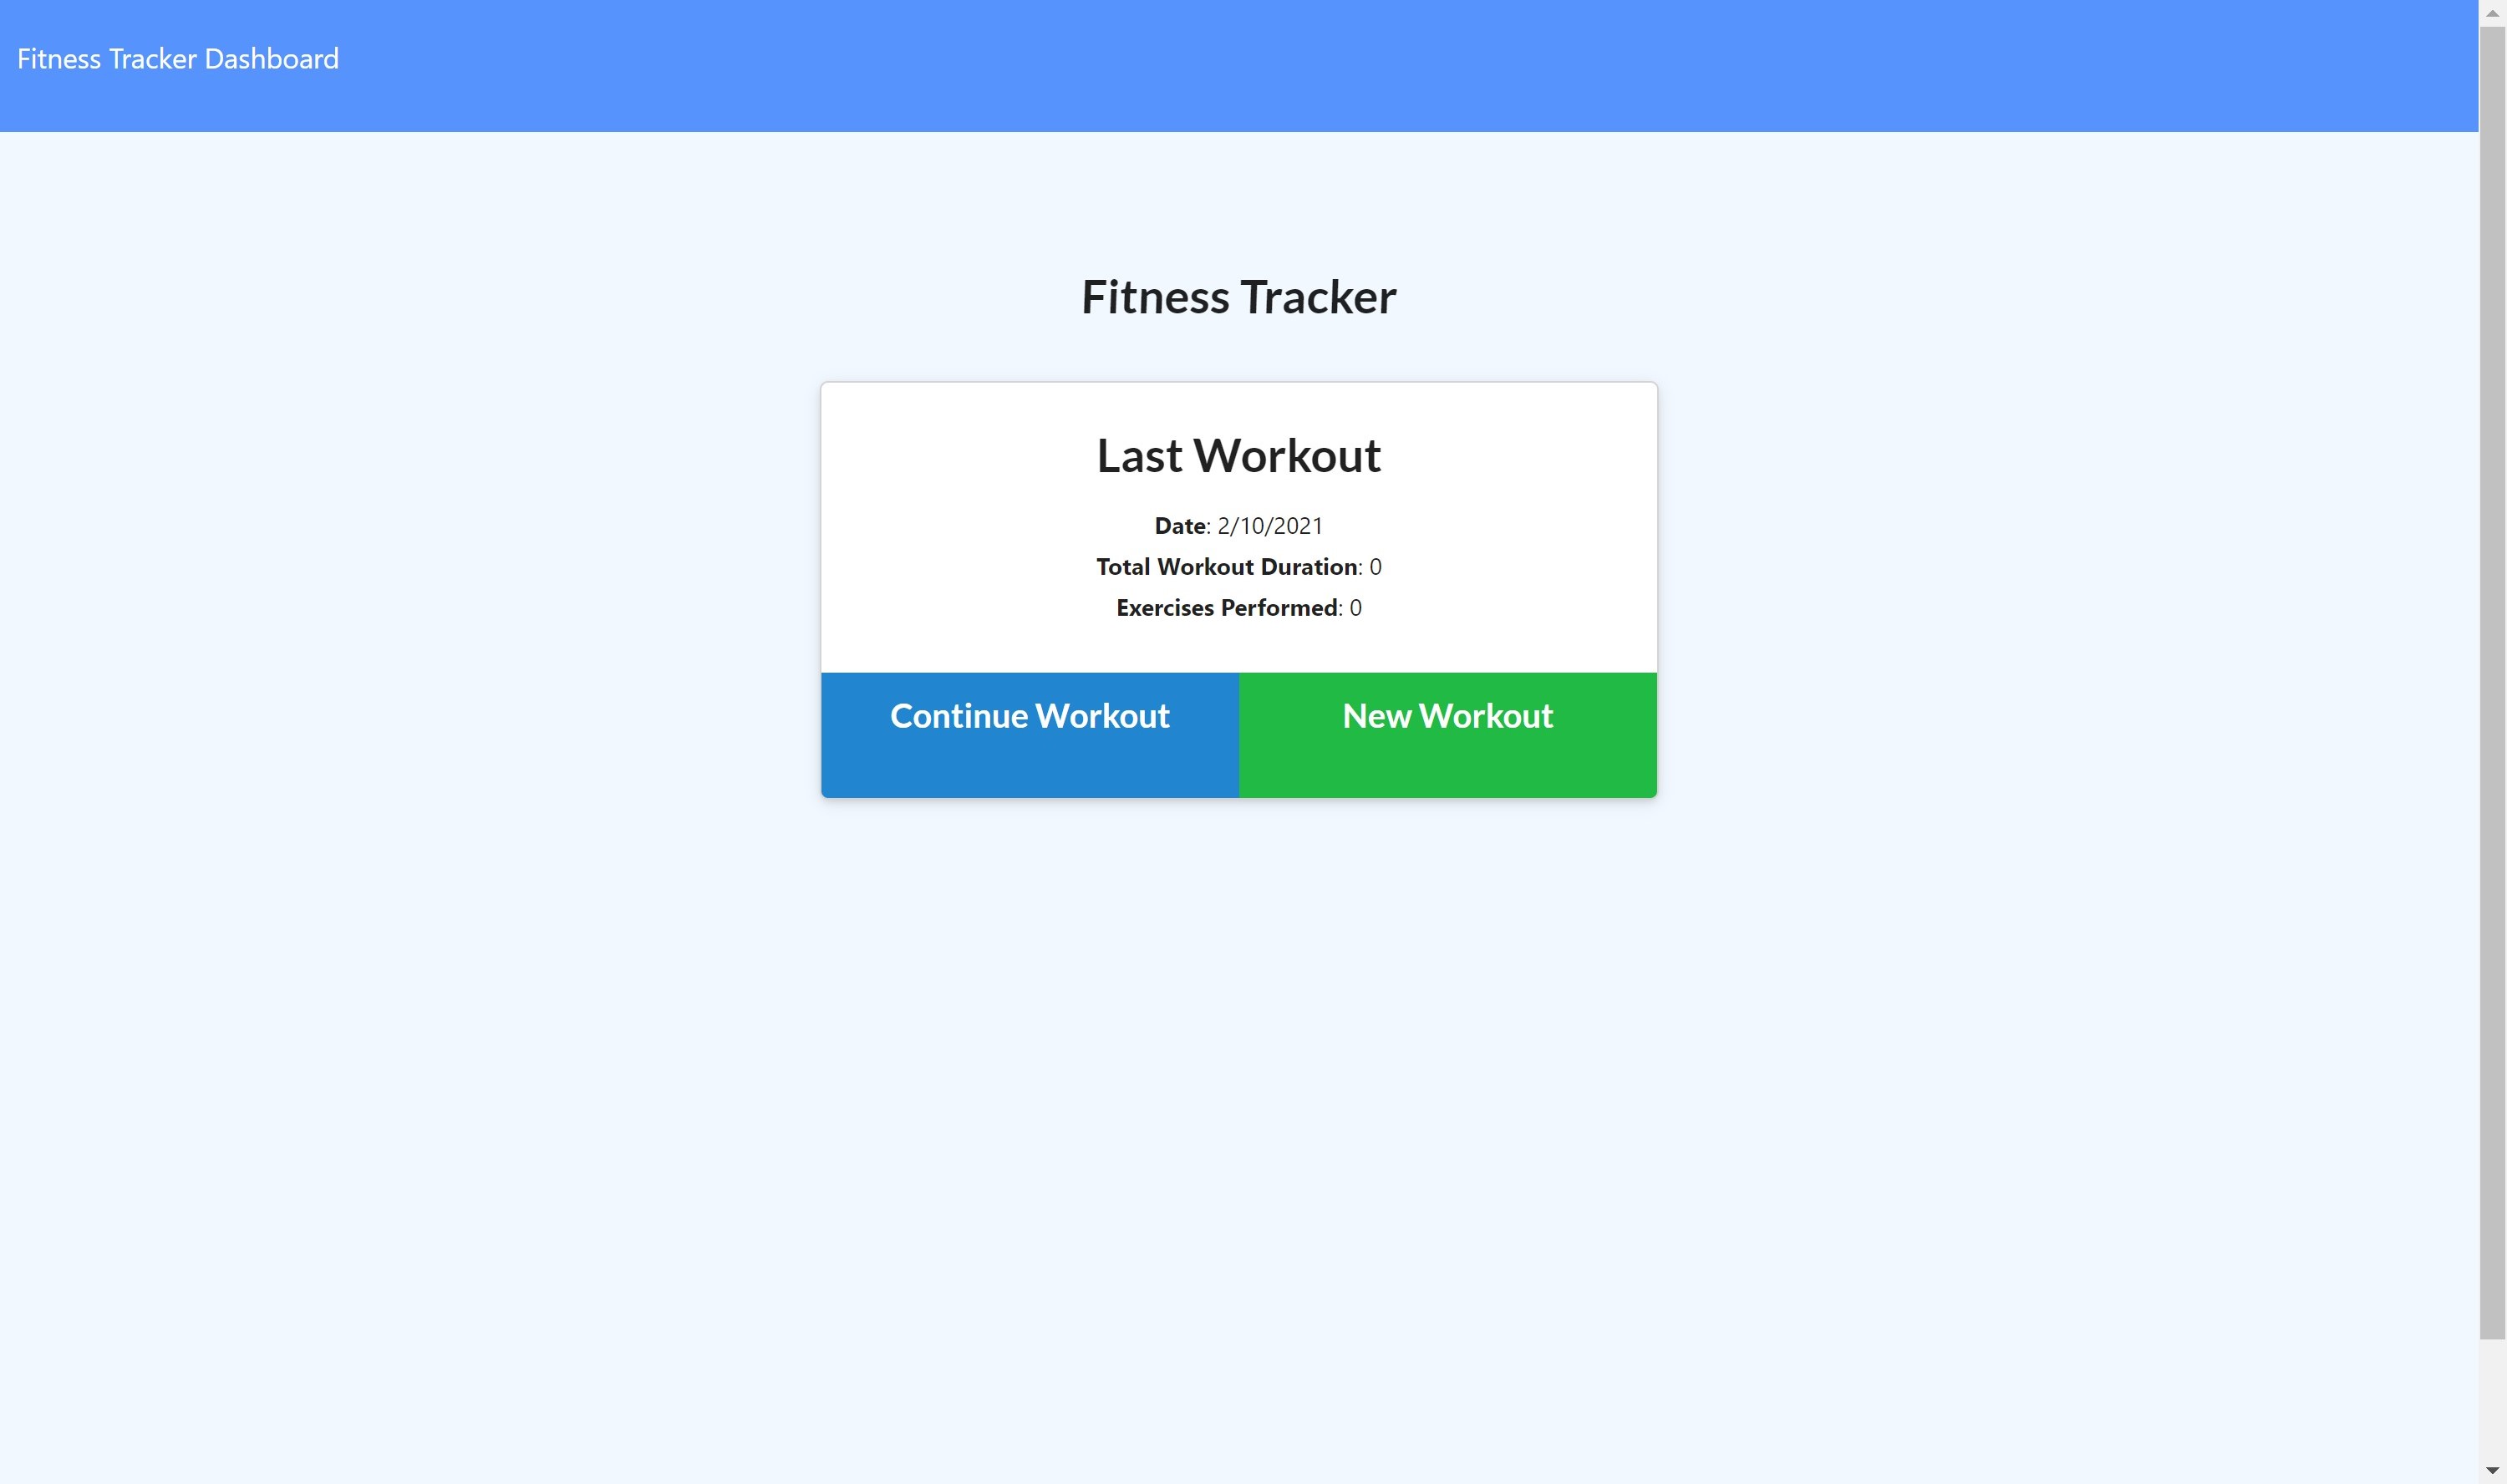 Fitness Tracker Dashboard
Fitness Tracker
Last Workout
Date: 2/10/2021
Total Workout Duration: 0
Exercises Performed: 0
Continue Workout
New Workout